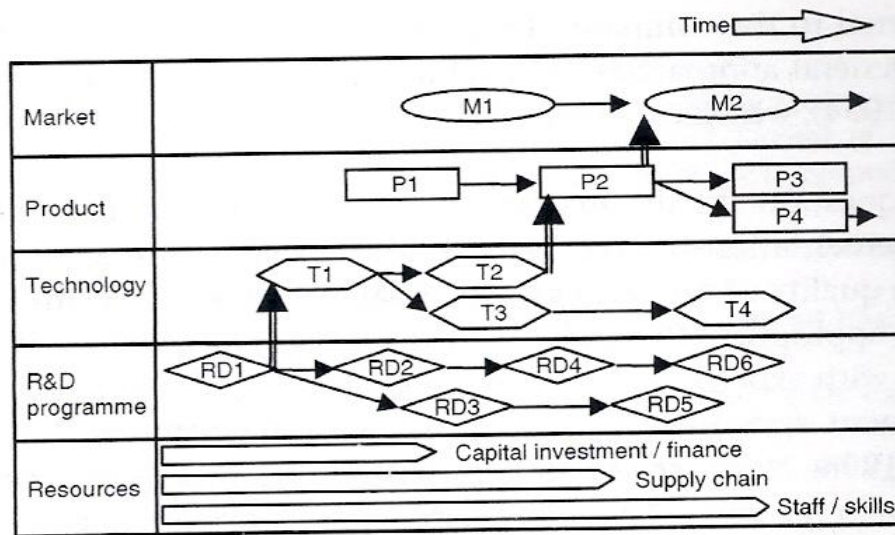 Time
Market
M1
M2
Product
P1
P2
P3
P4
Technology
T1
T2
T3
T4
R&D
programme
RD1
RD2
RD4
RD6
RD3
RD5
Resources
Capital investment / finance
Supply chain
Staff / skills